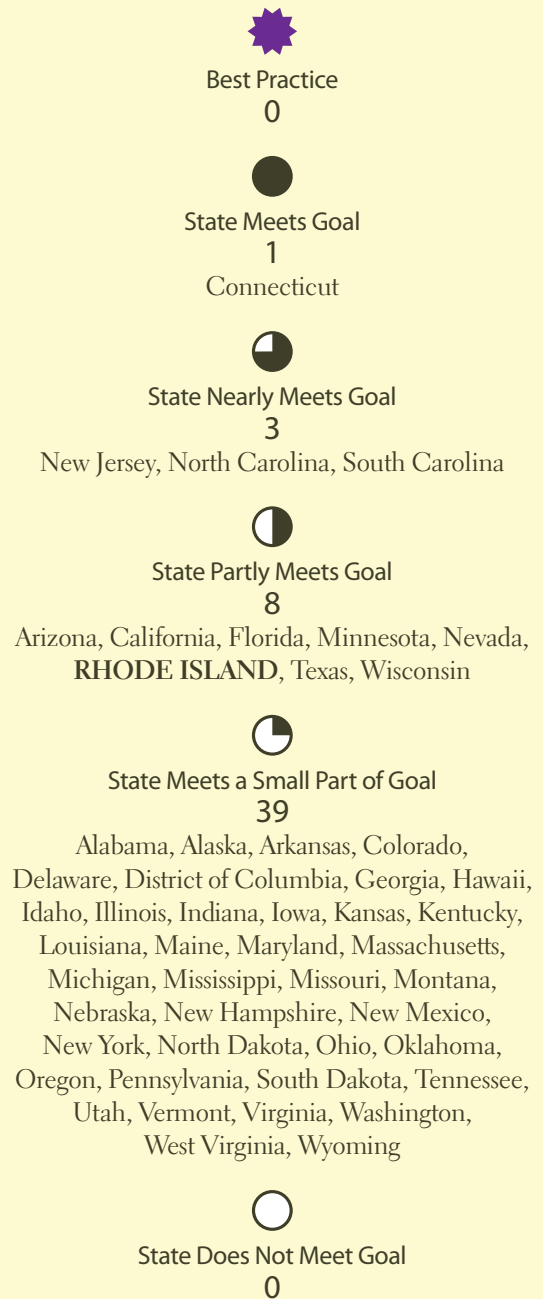 Best Practice
0
State Meets Goal
1
Connecticut
State Nearly Meets Goal
3
New Jersey, North Carolina, South Carolina
State Partly Meets Goal
8
Arizona, California, Florida, Minnesota, Nevada,
RHODE ISLAND, Texas, Wisconsin
State Meets a Small Part of Goal
39
Alabama, Alaska, Arkansas, Colorado,
Delaware, District of Columbia, Georgia, Hawaii,
Idaho, Illinois, Indiana, Iowa, Kansas, Kentucky,
Louisiana, Maine, Maryland, Massachusetts,
Michigan, Mississippi, Missouri, Montana,
Nebraska, New Hampshire, New Mexico,
New York, North Dakota, Ohio, Oklahoma,
Oregon, Pennsylvania, South Dakota, Tennessee,
Utah, Vermont, Virginia, Washington,
West Virginia, Wyoming
State Does Not Meet Goal
0